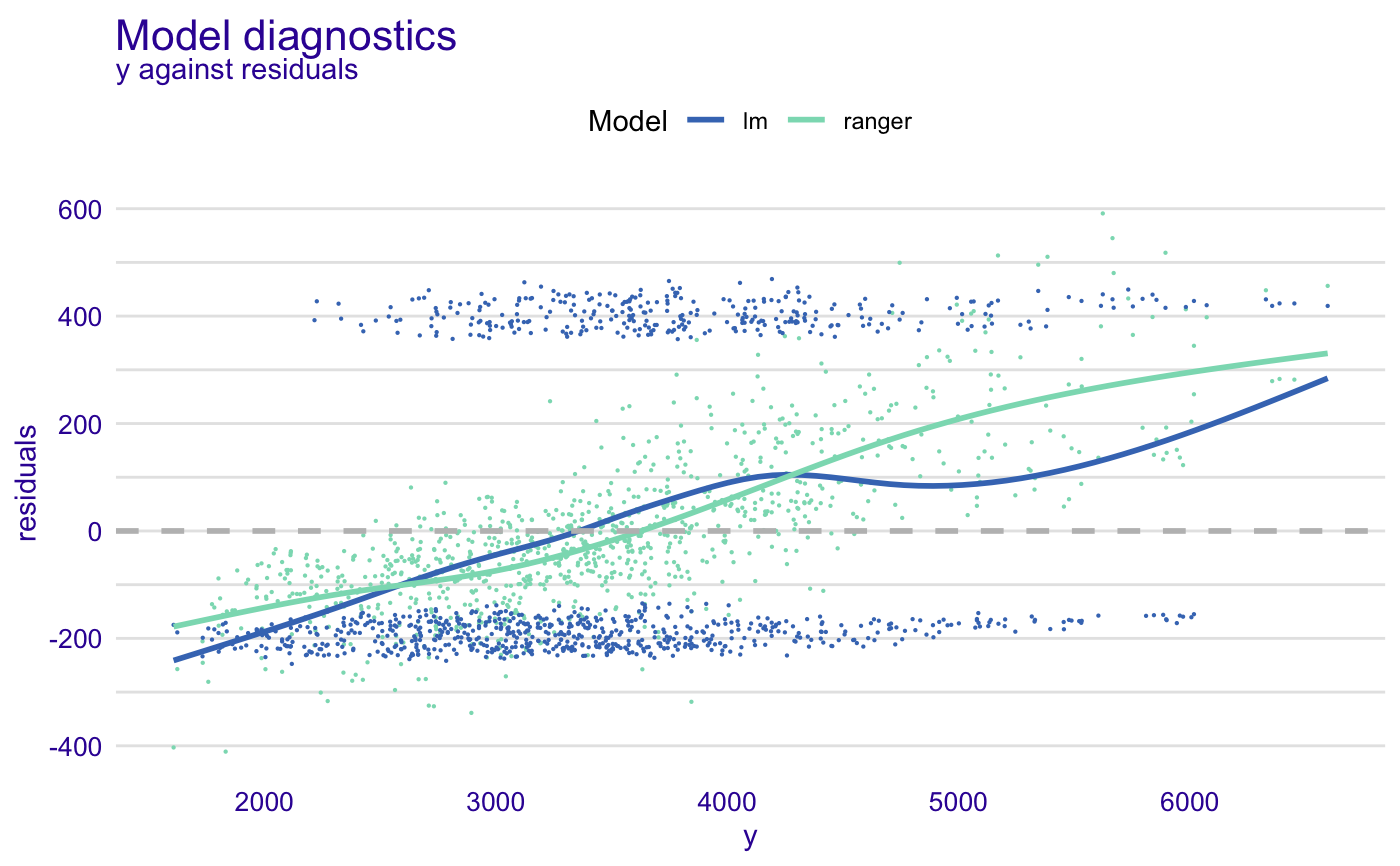 Model diagnostics
y against residuals
Model lm ranger
600
400
200
0
-200
-400
residuals
2000 3000 4000 5000 6000
y